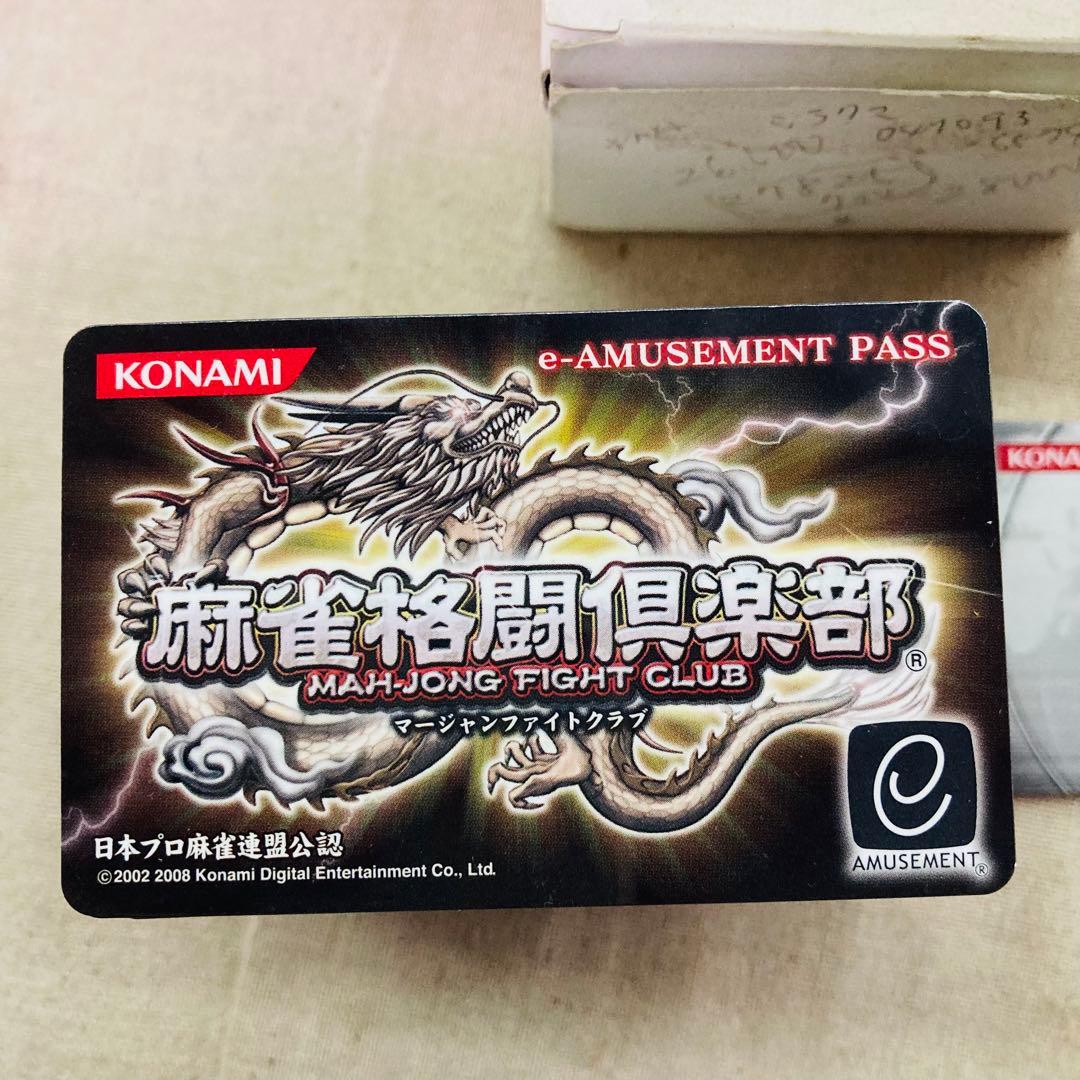 KONAMI
e-AMUSEMENT PASS
麻雀格闘倶楽部®
MAH-JONG FIGHT CLUB
マージャンファイトクラブ
日本プロ麻雀連盟公認
©2002 2008 Konami Digital Entertainment Co., Ltd.
e
AMUSEMENT®
KONA